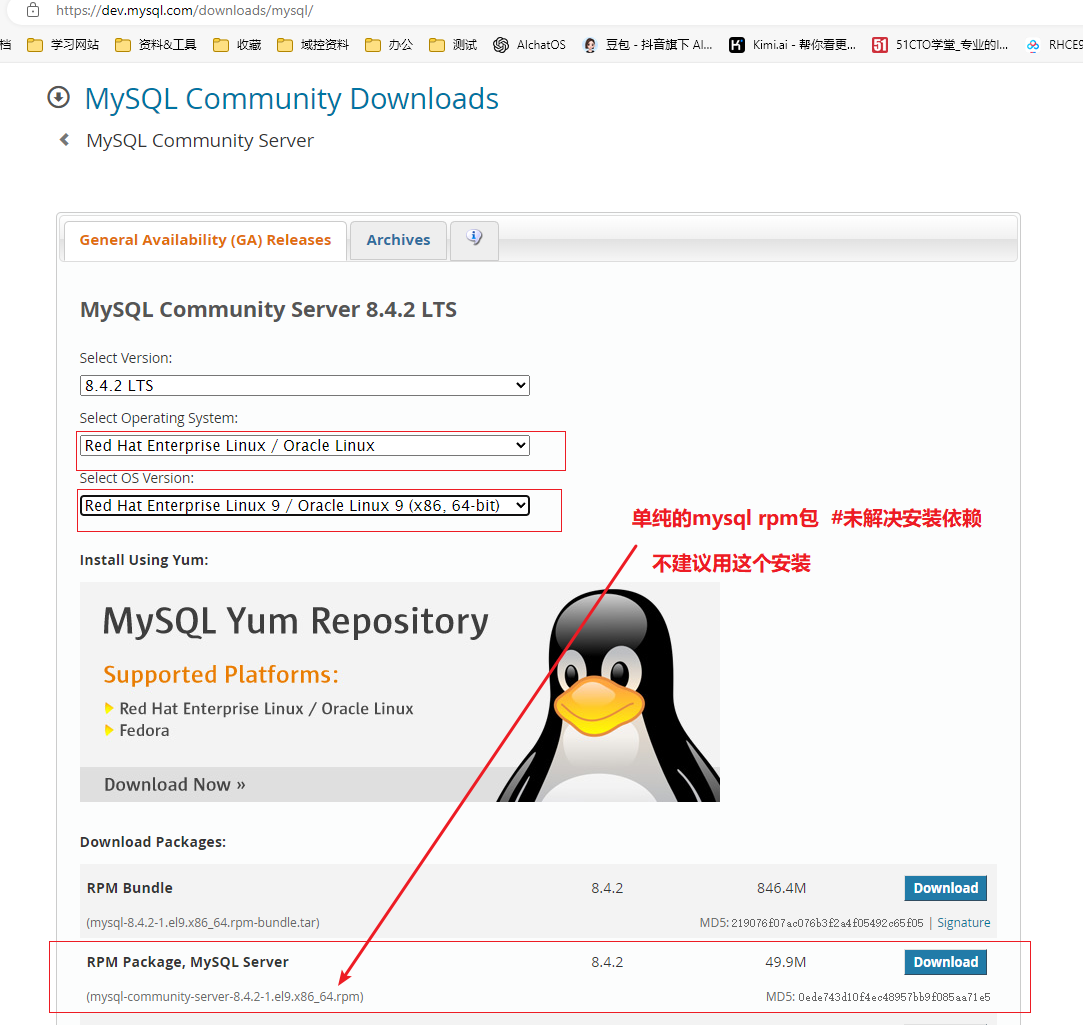 https://dev.mysql.com/downloads/mysql/
档 学习网站 资料&工具 收藏 域控资料 办公 测试 AIchatOS 豆包 - 抖音旗下 AI... Kimi.ai - 帮你看更... 51CTO学堂_专业的I... RHCE9
MySQL Community Downloads
MySQL Community Server
General Availability (GA) Releases Archives
MySQL Community Server 8.4.2 LTS
Select Version:
8.4.2 LTS
Select Operating System:
Red Hat Enterprise Linux / Oracle Linux
Select OS Version:
Red Hat Enterprise Linux 9 / Oracle Linux 9 (x86, 64-bit)
单纯的mysql rpm包 #未解决安装依赖
Install Using Yum:
不建议用这个安装
MySQL Yum Repository
Supported Platforms:
Red Hat Enterprise Linux / Oracle Linux
Fedora
Download Now »
Download Packages:
RPM Bundle 8.4.2 846.4M Download
(mysql-8.4.2-1.el9.x86_64.rpm-bundle.tar) MD5: 219076f07ac076b3f2a4f05492c65f05 | Signature
RPM Package, MySQL Server 8.4.2 49.9M Download
(mysql-community-server-8.4.2-1.el9.x86_64.rpm) MD5: 0ede743d10f4ec48957bb9f085aa71e5